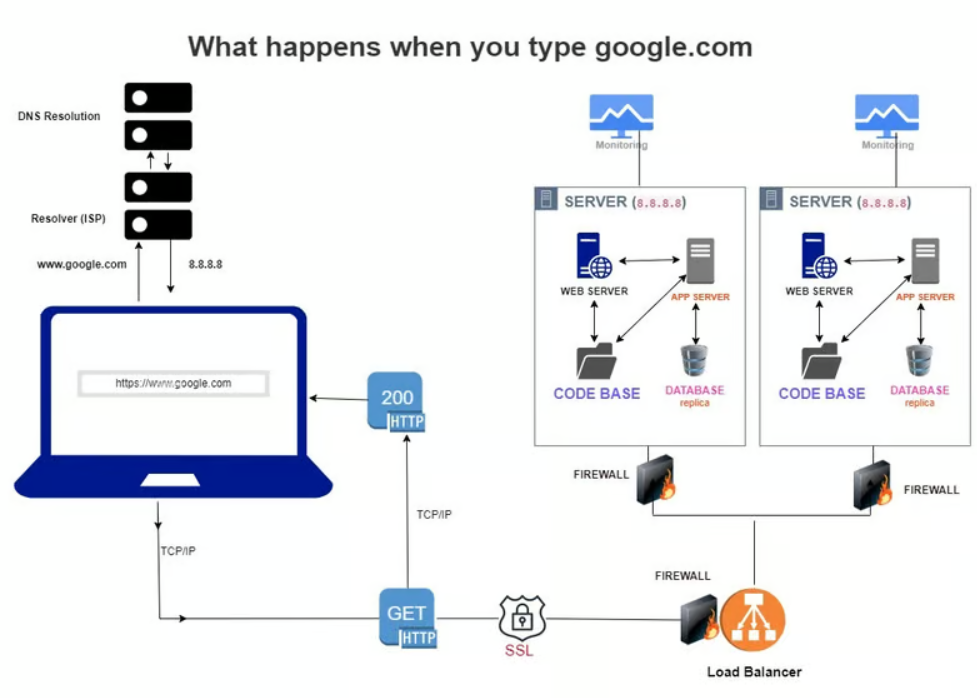 What happens when you type google.com
DNS Resolution
Resolver (ISP)
www.google.com
8.8.8.8
https://www.google.com
200
HTTP
TCP/IP
TCP/IP
GET
HTTP
SSL
Monitoring
Monitoring
SERVER (8.8.8.8)
WEB SERVER
APP SERVER
CODE BASE
DATABASE
replica
SERVER (8.8.8.8)
WEB SERVER
APP SERVER
CODE BASE
DATABASE
replica
FIREWALL
FIREWALL
FIREWALL
Load Balancer